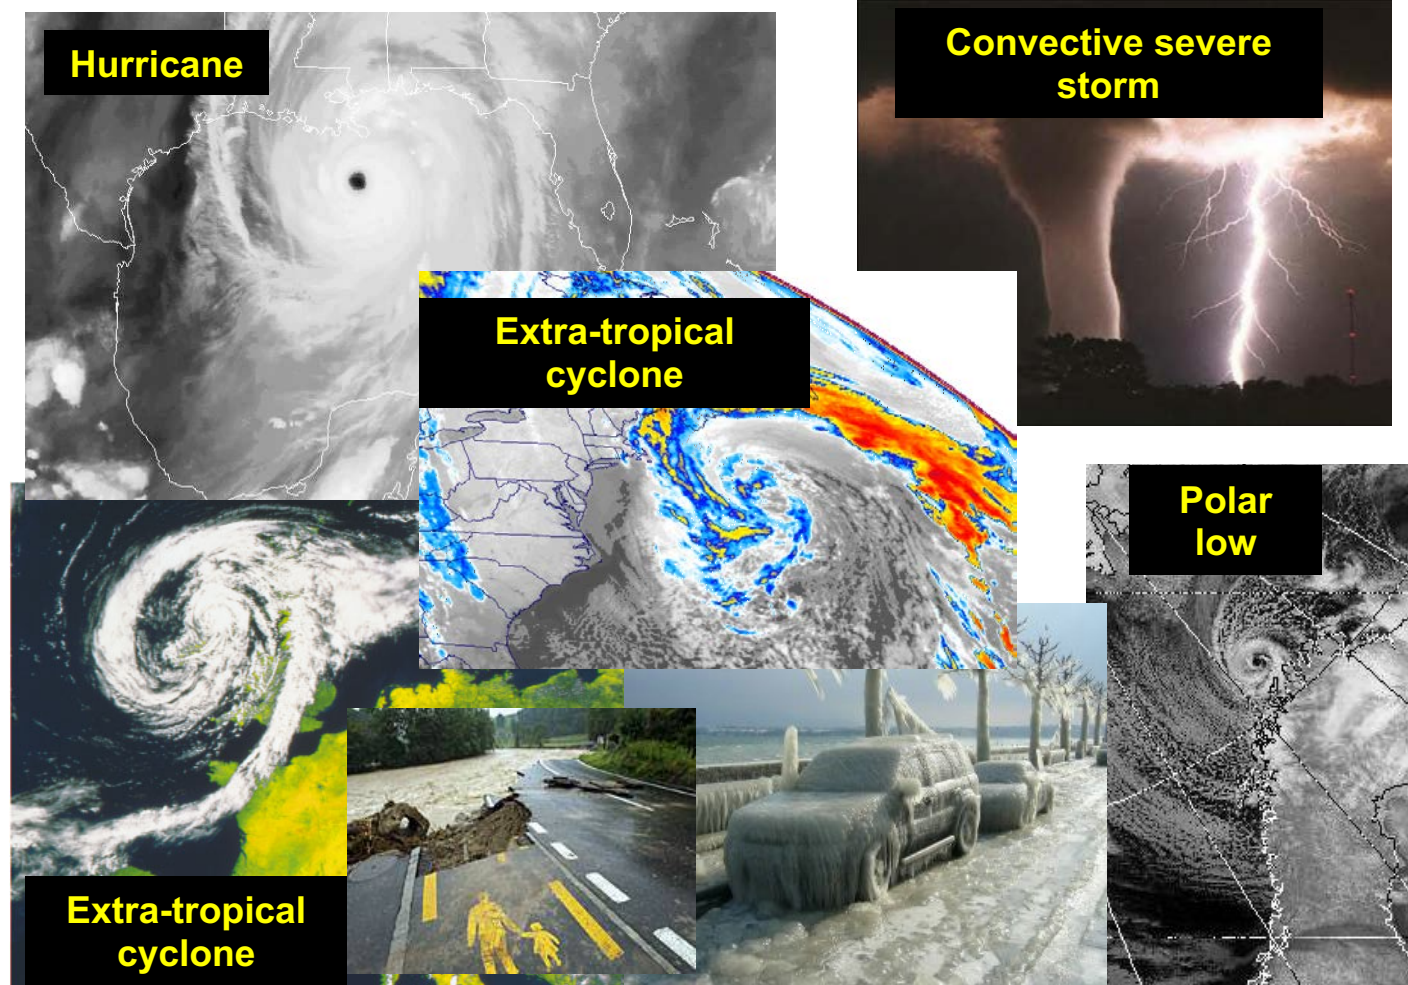 Hurricane
Convective severe
storm
Extra-tropical
cyclone
Polar
low
Extra-tropical
cyclone